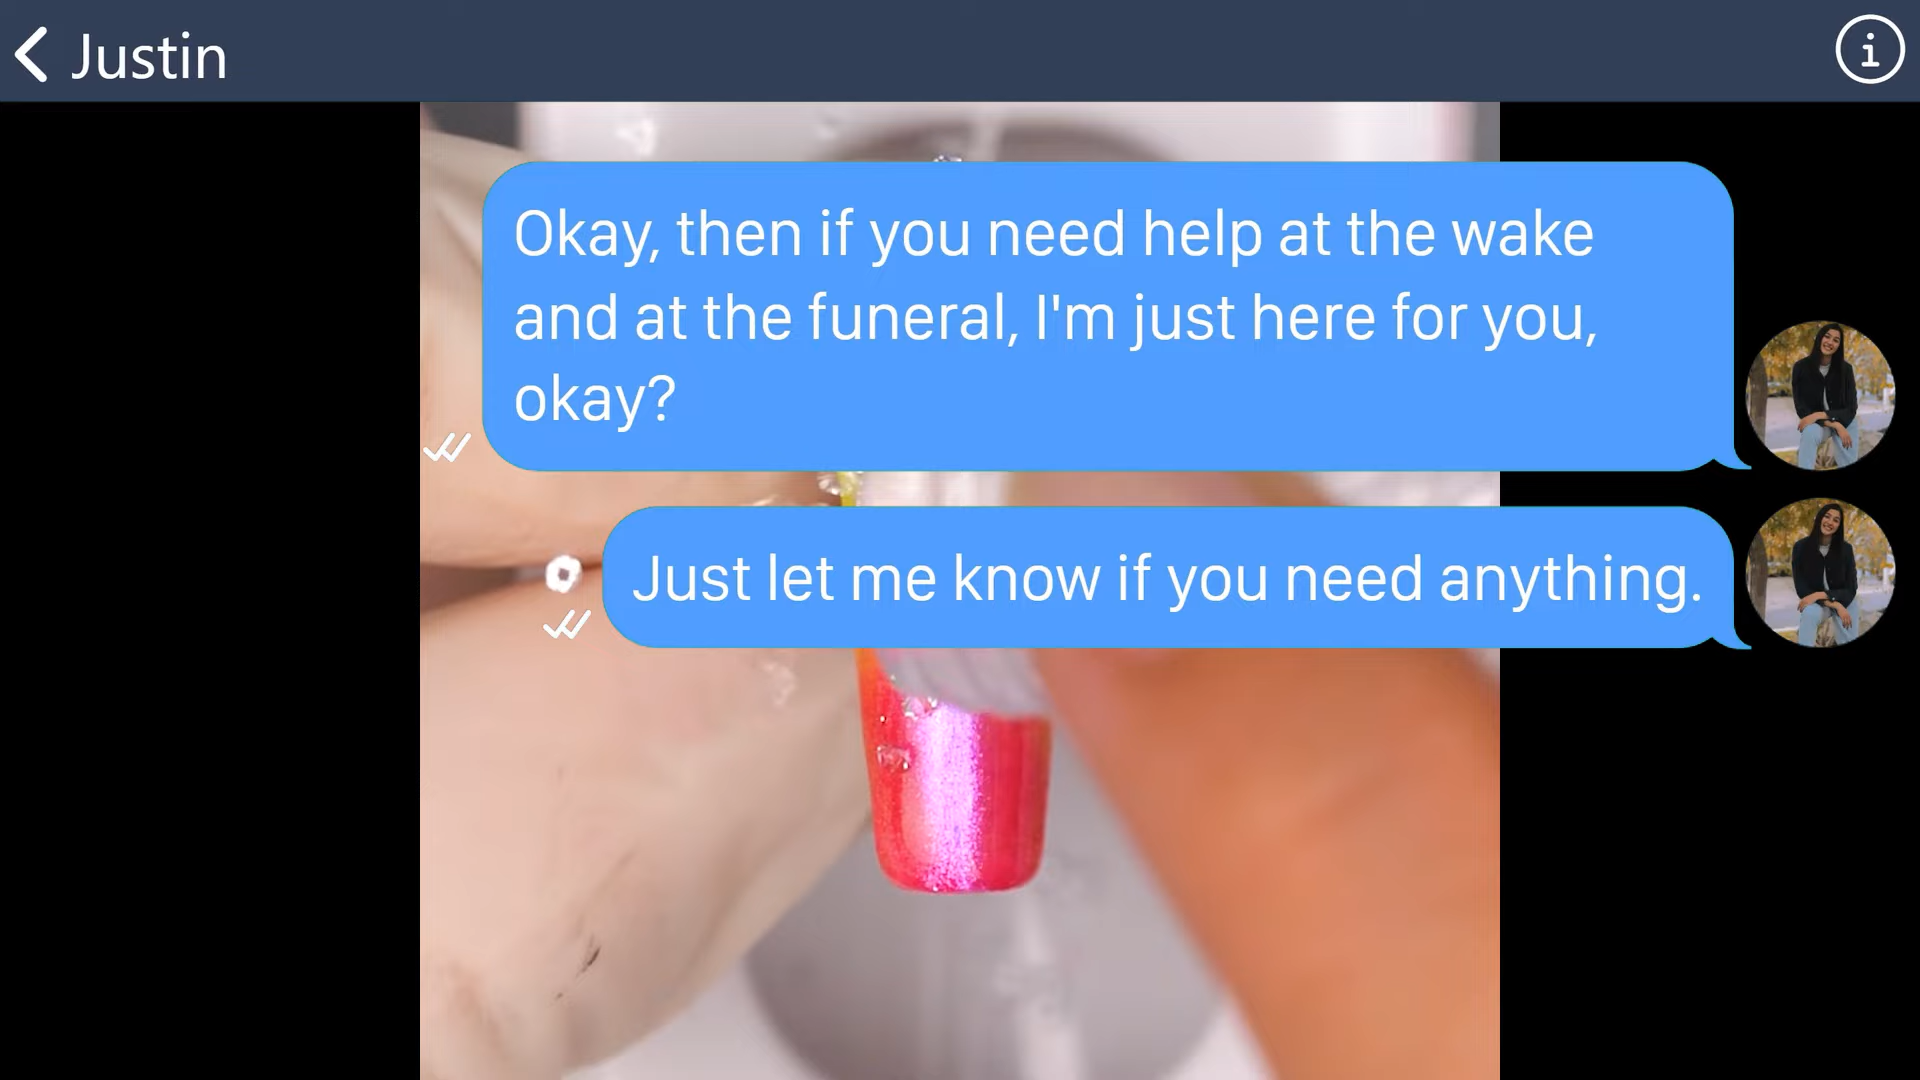 Justin
Okay, then if you need help at the wake
and at the funeral, I'm just here for you,
okay?
Just let me know if you need anything.